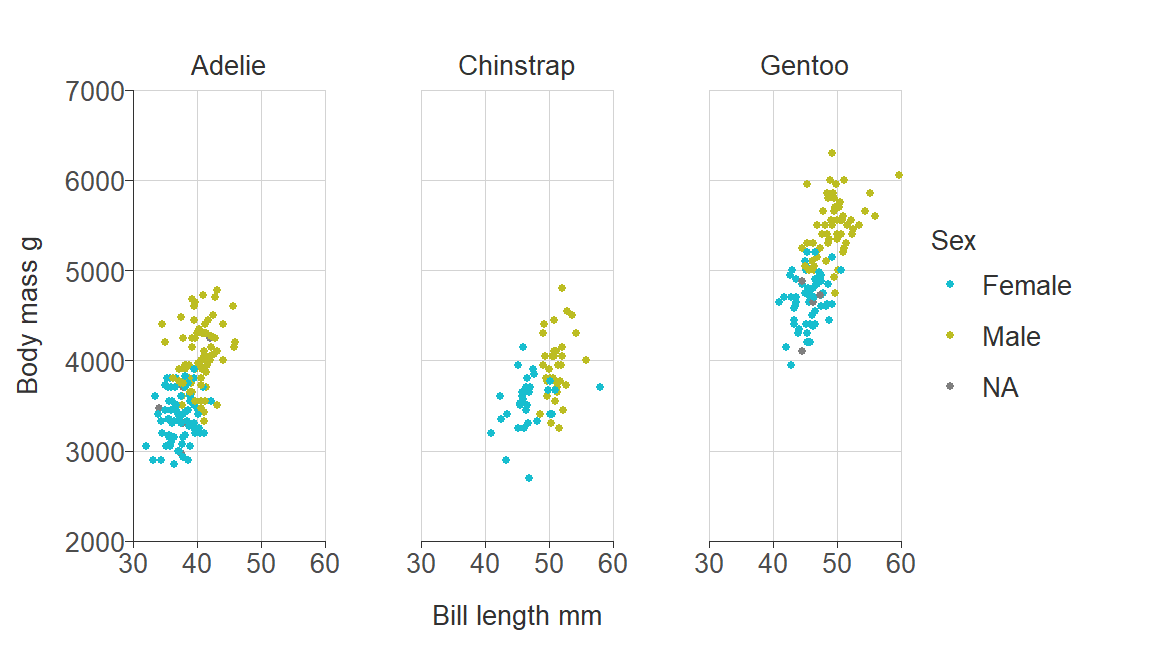 Adelie Chinstrap Gentoo
7000
6000
5000
4000
3000
2000
Body mass g
30 40 50 60 30 40 50 60 30 40 50 60
Bill length mm
Sex
Female
Male
NA